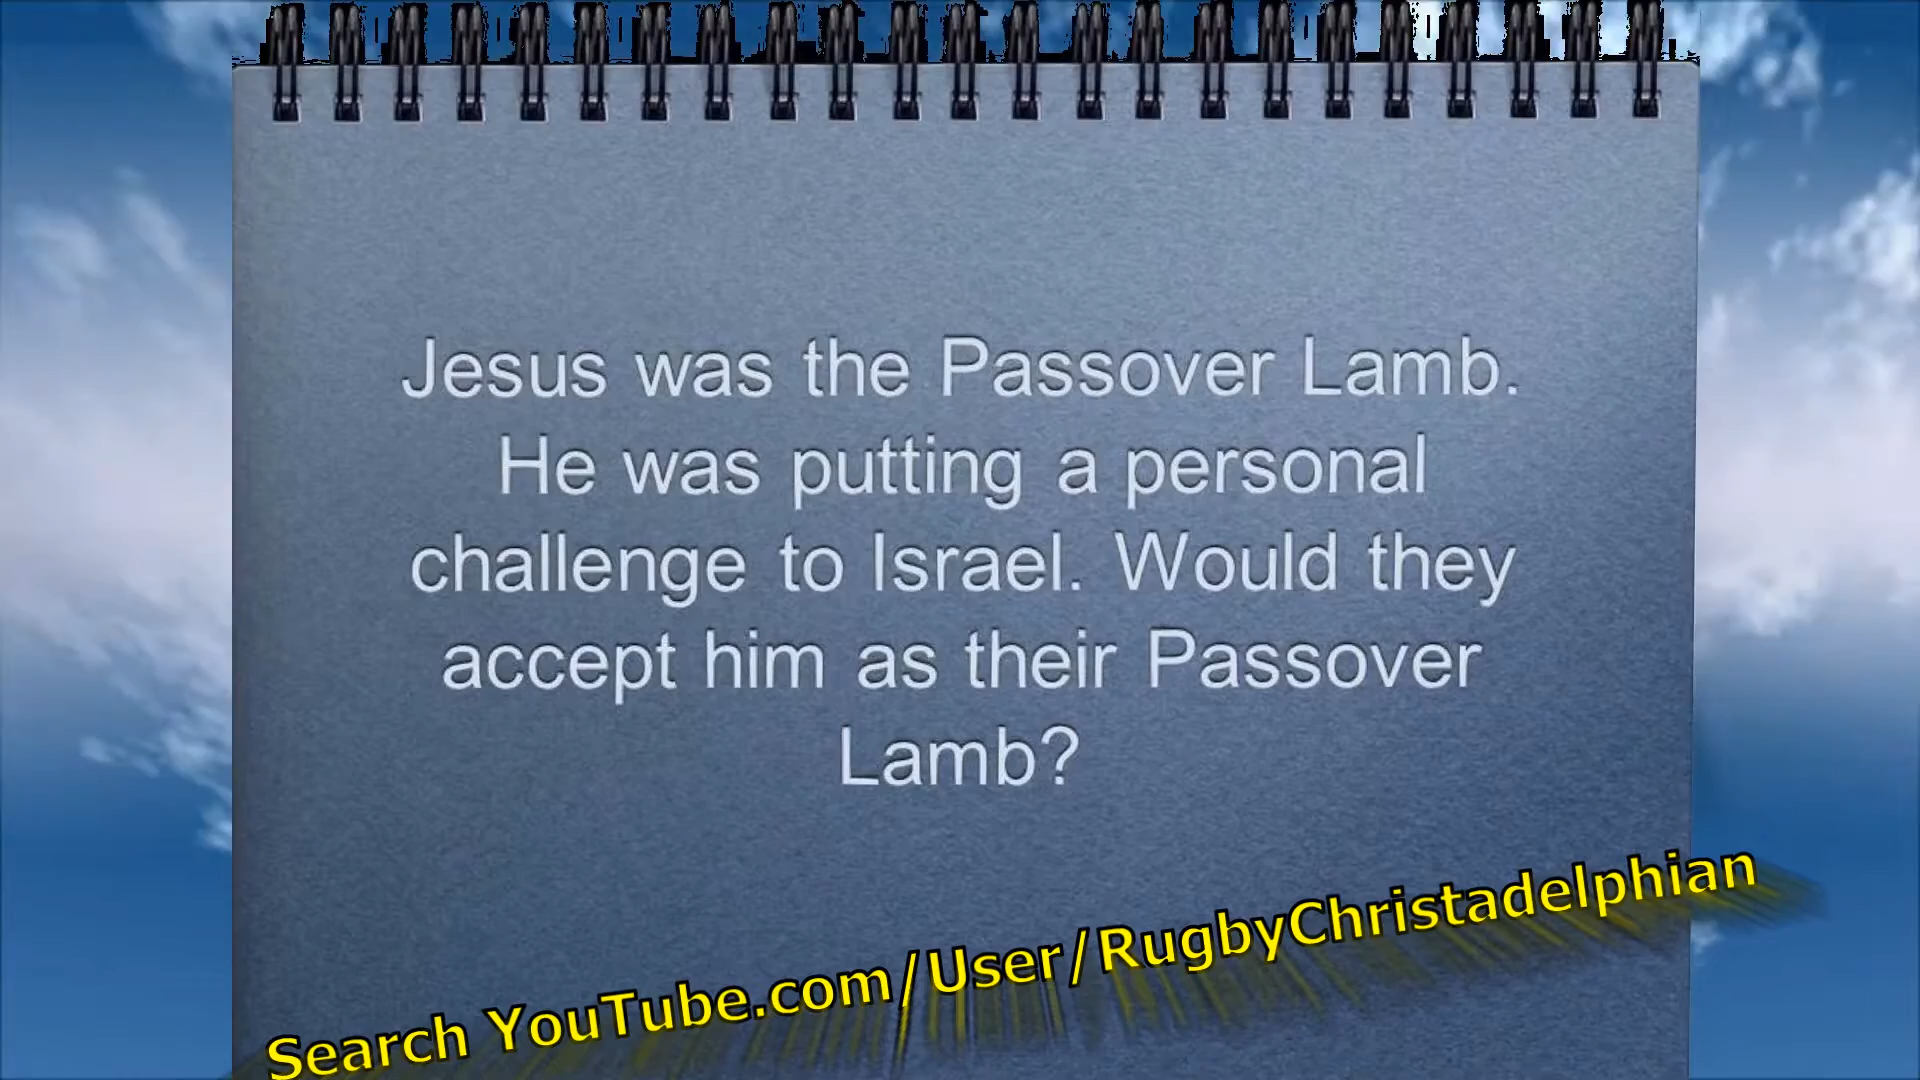 Jesus was the Passover Lamb.
He was putting a personal
challenge to Israel. Would they
accept him as their Passover
Lamb?
Search YouTube.com/User/RugbyChristadelphian